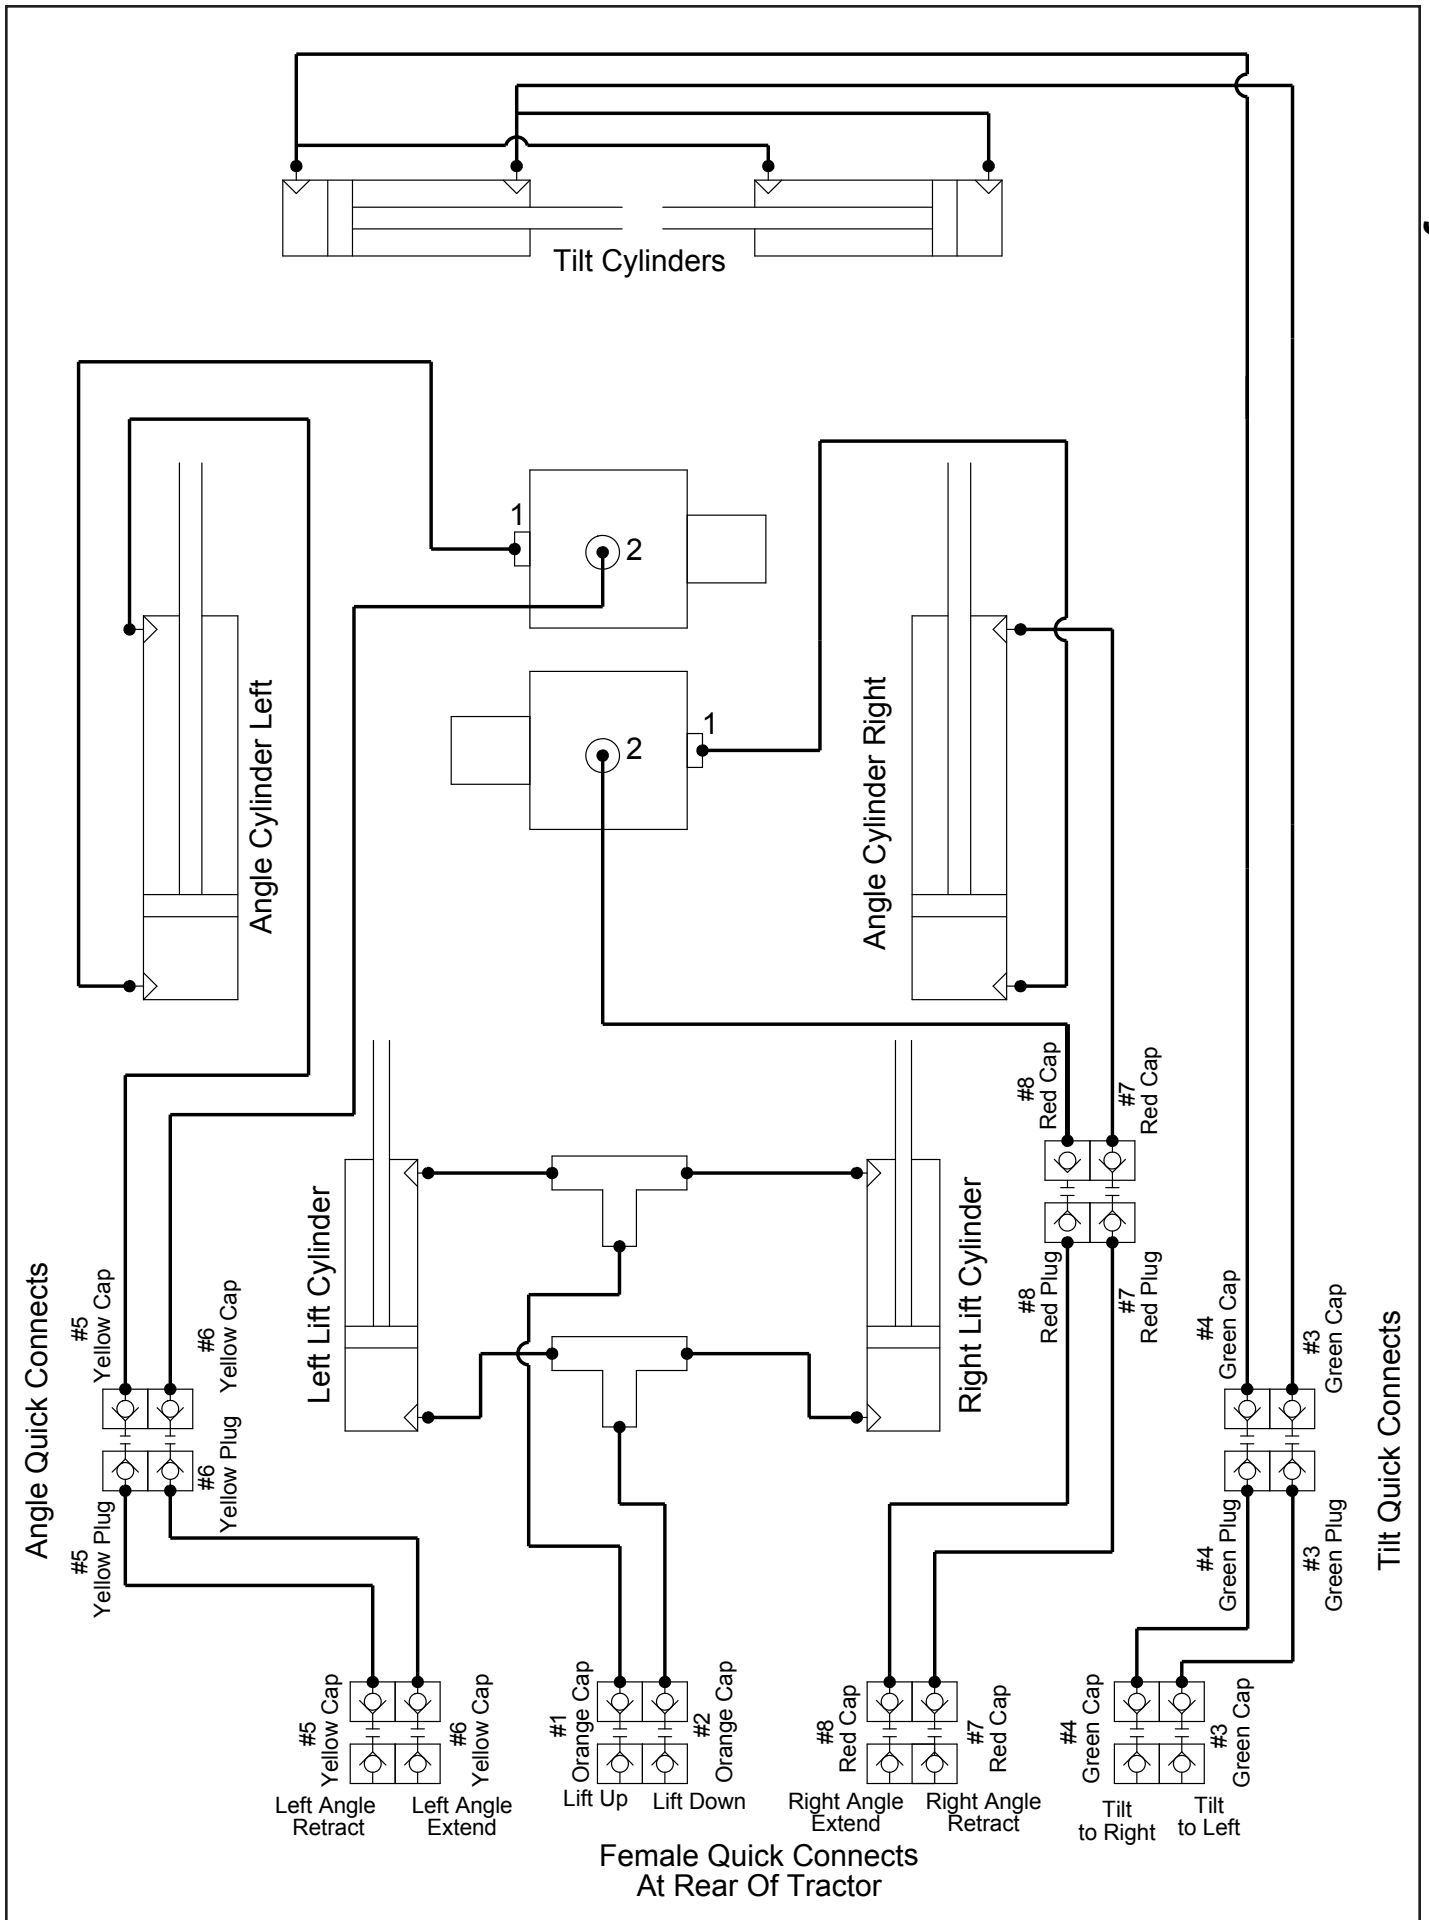 Tilt Cylinders
1
2
Angle Cylinder Left
2
1
Angle Cylinder Right
#8
Red Cap
#7
Red Cap
Left Lift Cylinder
Right Lift Cylinder
#8
Red Plug
#7
Red Plug
Angle Quick Connects
#5
Yellow Cap
#6
Yellow Cap
#5
Yellow Plug
#6
Yellow Plug
#4
Green Cap
#3
Green Cap
#4
Green Plug
#3
Green Plug
Tilt Quick Connects
#5
Yellow Cap
#6
Yellow Cap
#1
Orange Cap
#2
Orange Cap
#8
Red Cap
#7
Red Cap
#4
Green Cap
#3
Green Cap
Left Angle
Retract
Left Angle
Extend
Lift Up
Lift Down
Right Angle
Extend
Right Angle
Retract
Tilt
to Right
Tilt
to Left
Female Quick Connects
At Rear Of Tractor